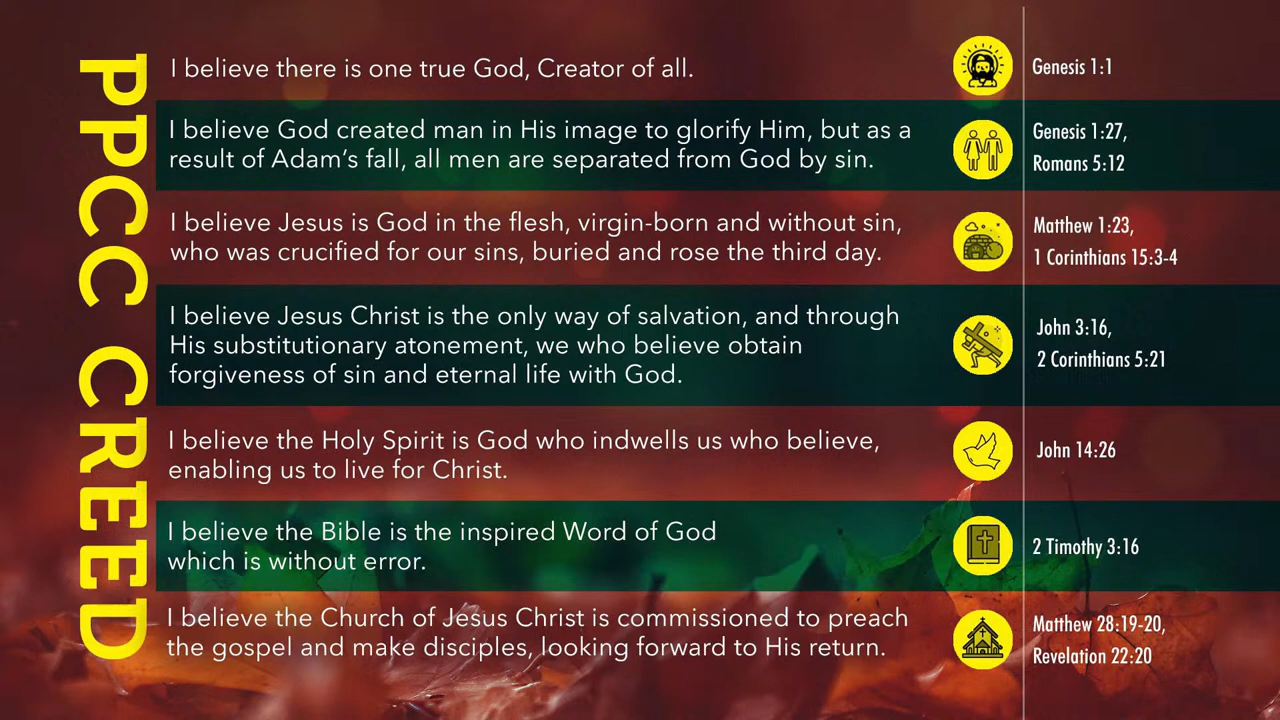 PPCC CREED
I believe there is one true God, Creator of all.
Genesis 1:1
I believe God created man in His image to glorify Him, but as a
result of Adam's fall, all men are separated from God by sin.
Genesis 1:27,
Romans 5:12
I believe Jesus is God in the flesh, virgin-born and without sin,
who was crucified for our sins, buried and rose the third day.
Matthew 1:23,
1 Corinthians 15:3-4
I believe Jesus Christ is the only way of salvation, and through
His substitutionary atonement, we who believe obtain
forgiveness of sin and eternal life with God.
John 3:16,
2 Corinthians 5:21
I believe the Holy Spirit is God who indwells us who believe,
enabling us to live for Christ.
John 14:26
I believe the Bible is the inspired Word of God
which is without error.
2 Timothy 3:16
I believe the Church of Jesus Christ is commissioned to preach
the gospel and make disciples, looking forward to His return.
Matthew 28:19-20,
Revelation 22:20